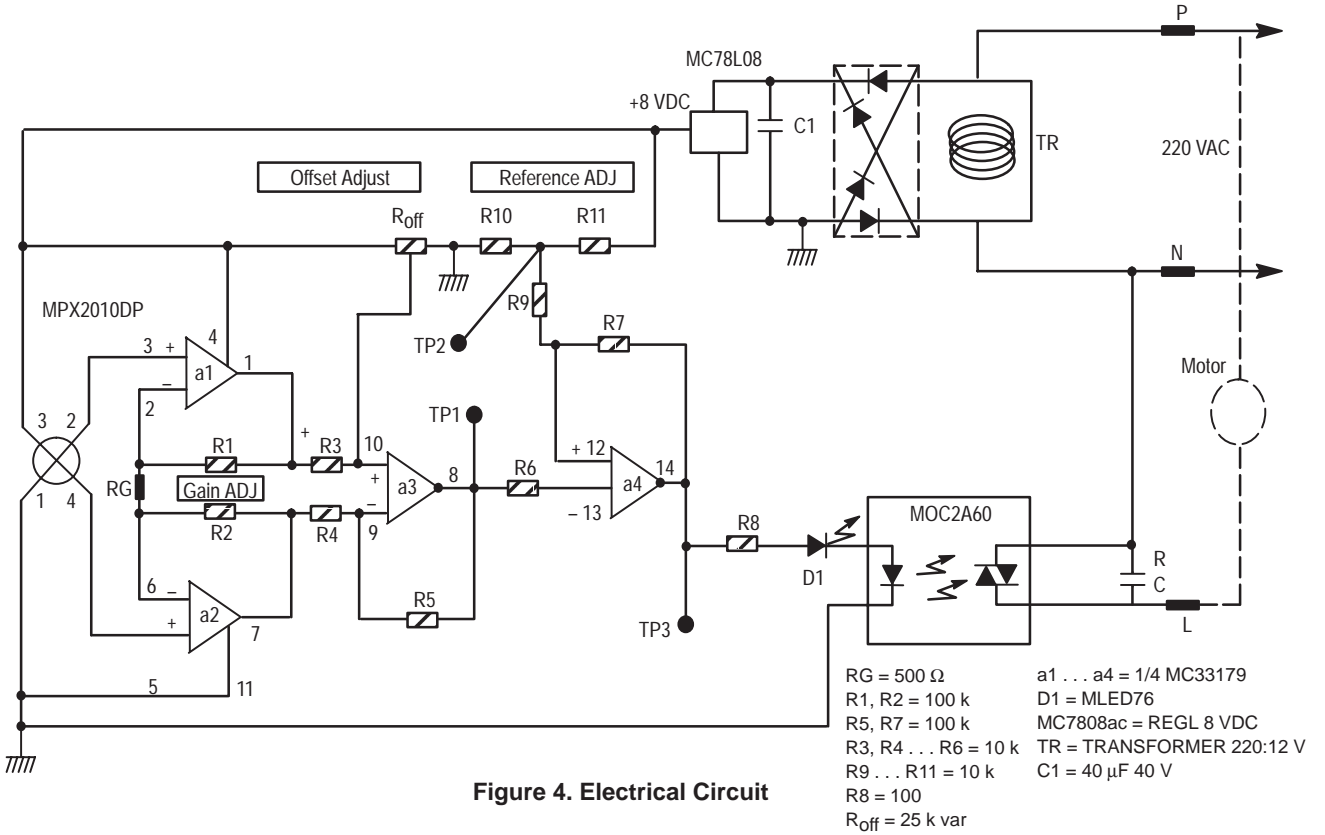 P
MC78L08
+8 VDC
C1
TR
220 VAC
Offset Adjust
Reference ADJ
Roff
R10
R11
N
MPX2010DP
R9
R7
TP2
3 +
4
1
a1
–
2
Motor
TP1
3
2
+
R1
R3
10
+
a3
8
+ 12
14
a4
R6
RG
Gain ADJ
–
1
4
R2
R4
9
– 13
MOC2A60
R8
R
C
D1
6 –
a2
+
7
R5
TP3
L
5
11
RG = 500 Ω
R1, R2 = 100 k
R5, R7 = 100 k
R3, R4 . . . R6 = 10 k
R9 . . . R11 = 10 k
R8 = 100
Roff = 25 k var
a1 . . . a4 = 1/4 MC33179
D1 = MLED76
MC7808ac = REGL 8 VDC
TR = TRANSFORMER 220:12 V
C1 = 40 µF 40 V
Figure 4. Electrical Circuit